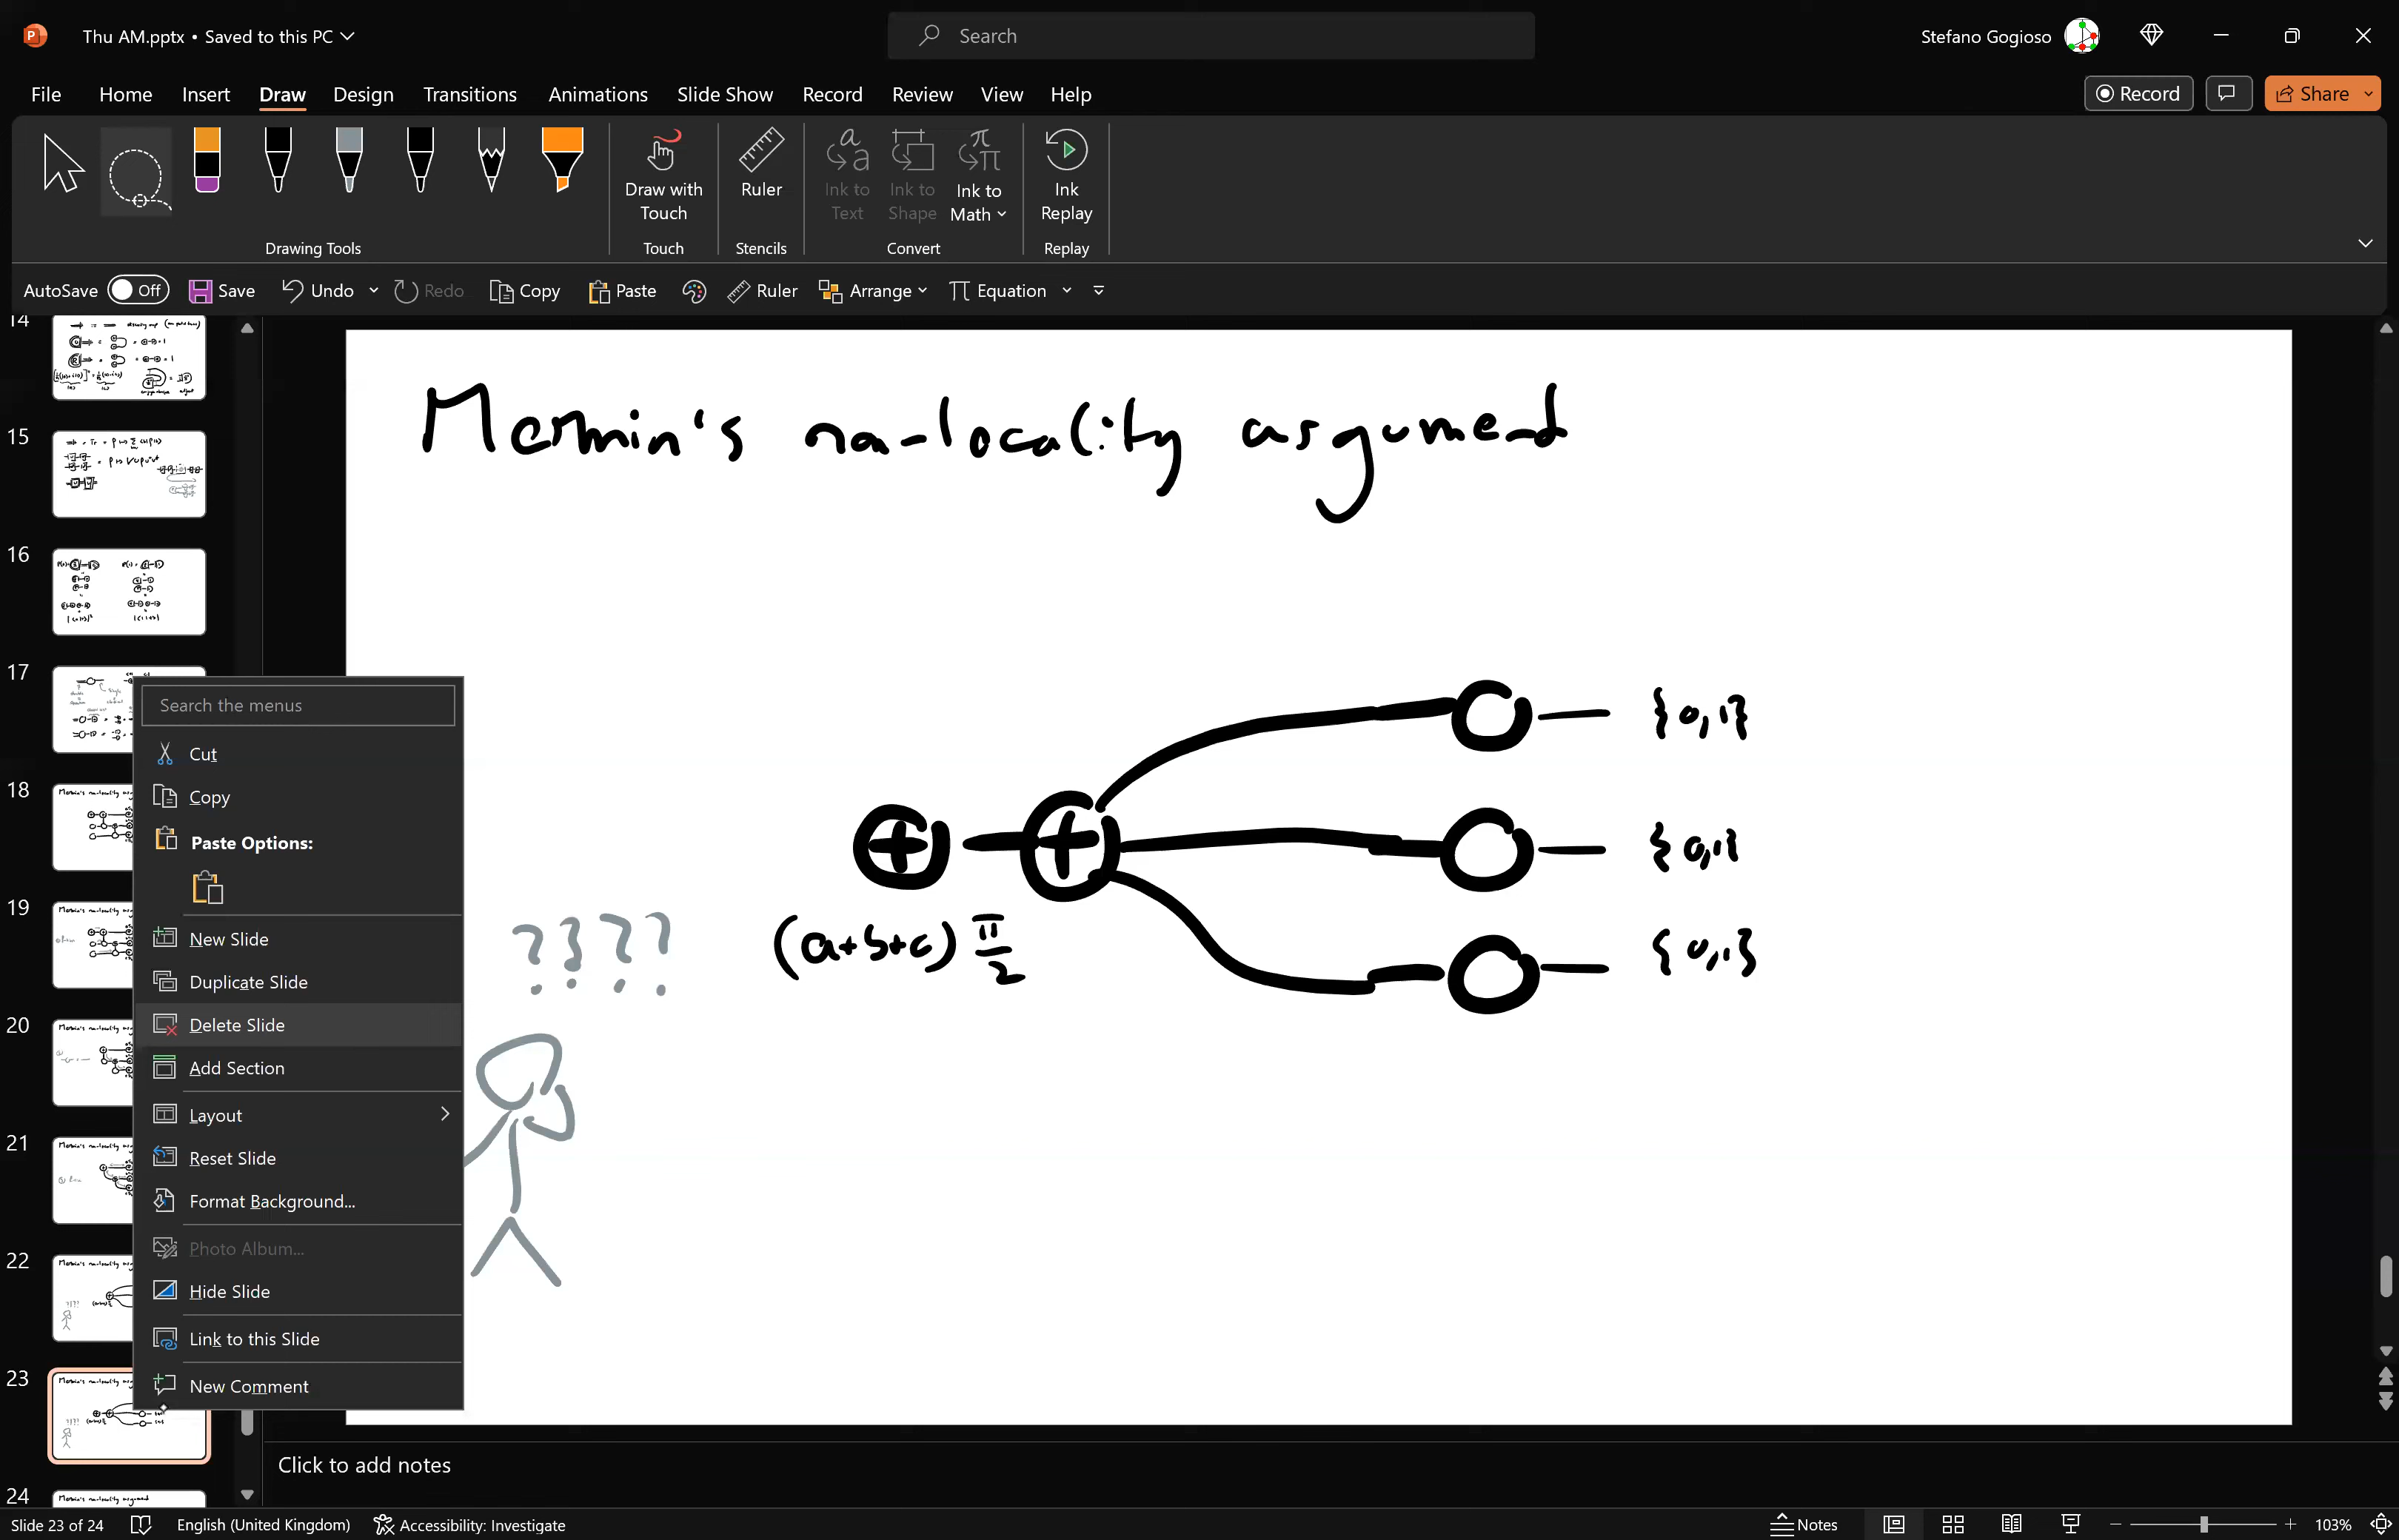 Thu AM.pptx • Saved to this PC
Search
Stefano Gogioso
File Home Insert Draw Design Transitions Animations Slide Show Record Review View Help
Record
Share
Draw with Touch
Ruler
Ink to Text
Ink to Shape
Ink to Math
Ink Replay
Drawing Tools
Touch
Stencils
Convert
Replay
AutoSave Off Save Undo Redo Copy Paste Ruler Arrange Equation
14
15
16
17
18
19
20
21
22
23
24
Search the menus
Cut
Copy
Paste Options:
New Slide
Duplicate Slide
Delete Slide
Add Section
Layout
Reset Slide
Format Background...
Photo Album...
Hide Slide
Link to this Slide
New Comment
Mermin's non-locality argument
{0,1}
{0,1}
{0,1}
(a+b+c) π/2
????
Click to add notes
Slide 23 of 24
English (United Kingdom)
Accessibility: Investigate
Notes
103%